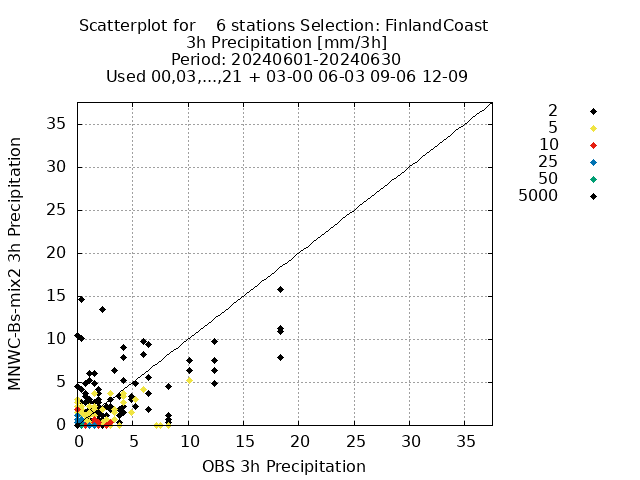 Scatterplot for    6 stations Selection: FinlandCoast
3h Precipitation [mm/3h]
Period: 20240601-20240630
Used 00,03,...,21 + 03-00 06-03 09-06 12-09
2
5
10
25
50
5000
35
30
25
20
15
10
5
0
MNWC-Bs-mix2 3h Precipitation
0 5 10 15 20 25 30 35
OBS 3h Precipitation